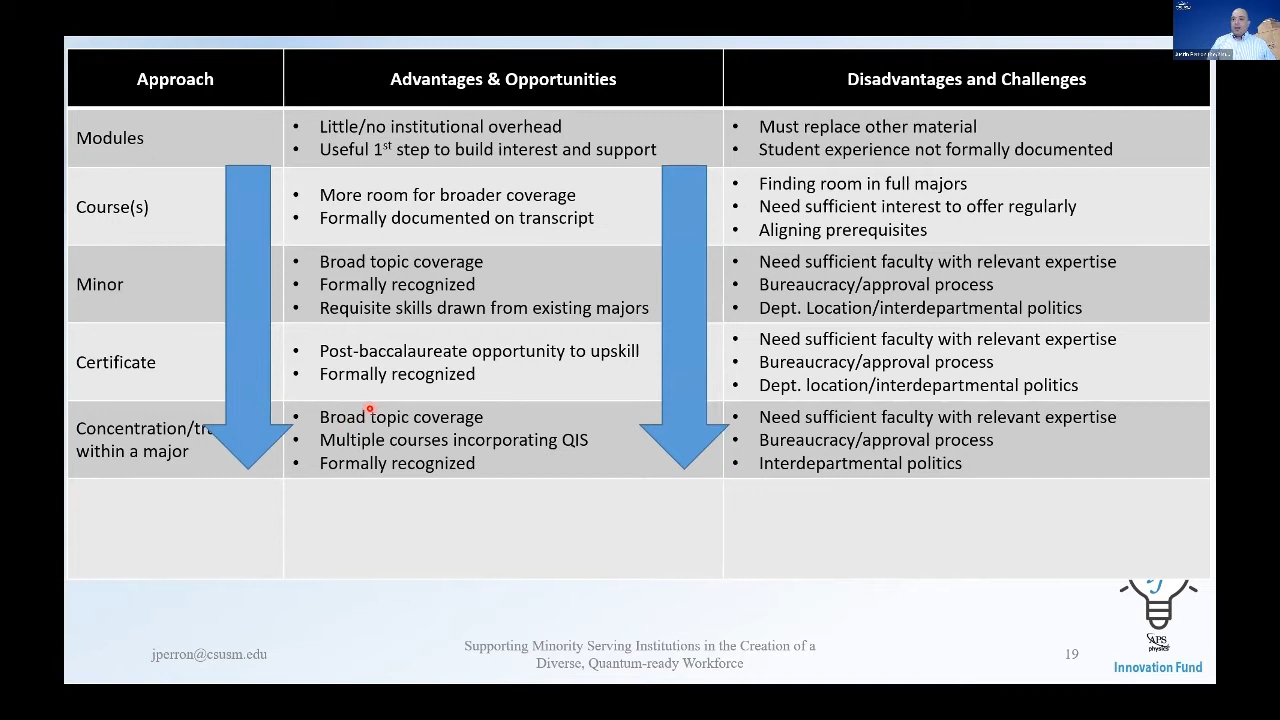 Approach
Advantages & Opportunities
Disadvantages and Challenges
Modules
• Little/no institutional overhead
• Useful 1st step to build interest and support
• Must replace other material
• Student experience not formally documented
Course(s)
• More room for broader coverage
• Formally documented on transcript
• Finding room in full majors
• Need sufficient interest to offer regularly
• Aligning prerequisites
Minor
• Broad topic coverage
• Formally recognized
• Requisite skills drawn from existing majors
• Need sufficient faculty with relevant expertise
• Bureaucracy/approval process
• Dept. Location/interdepartmental politics
Certificate
• Post-baccalaureate opportunity to upskill
• Formally recognized
• Need sufficient faculty with relevant expertise
• Bureaucracy/approval process
• Dept. location/interdepartmental politics
Concentration/tra
within a major
• Broad topic coverage
• Multiple courses incorporating QIS
• Formally recognized
• Need sufficient faculty with relevant expertise
• Bureaucracy/approval process
• Interdepartmental politics
jperron@csusm.edu
Supporting Minority Serving Institutions in the Creation of a
Diverse, Quantum-ready Workforce
19
APS
physics
Innovation Fund